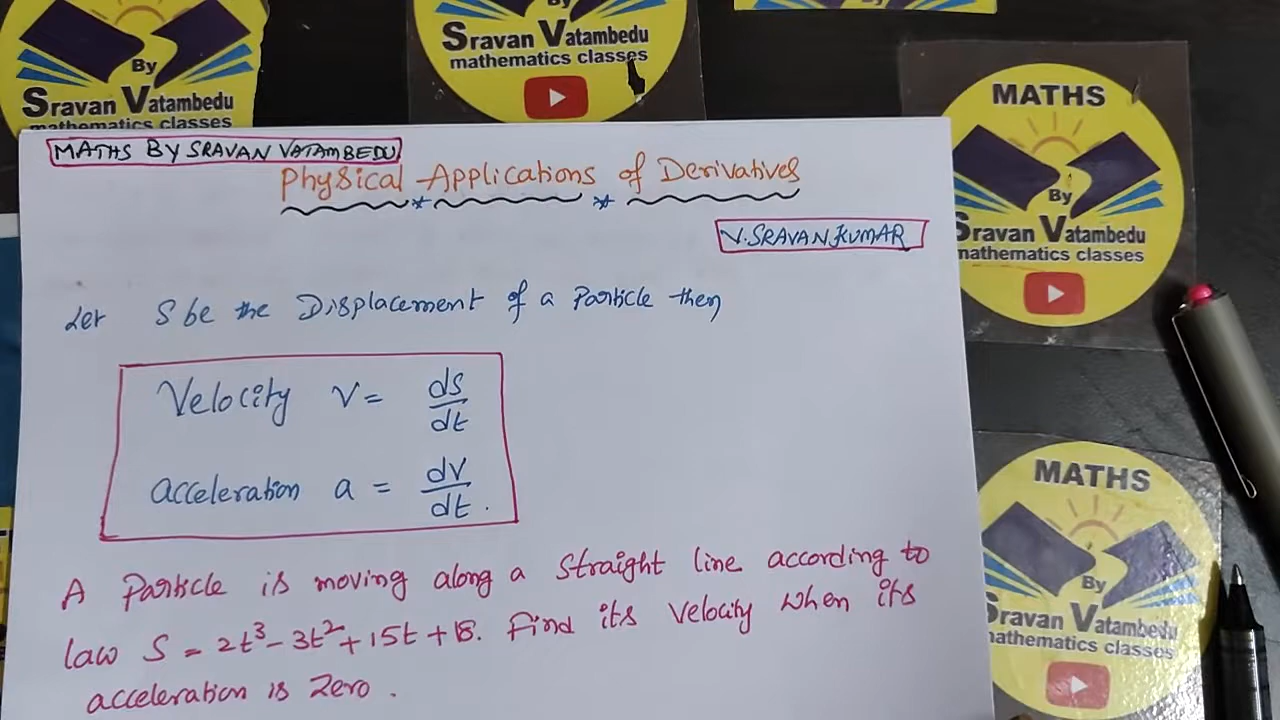 By
Sravan Vatambedu
mathematics classes
By
Sravan Vatambedu
mathematics classes
By
MATHS
By
Sravan Vatambedu
mathematics classes
MATHS BY SRAVAN VATAMBEDU
Physical Applications of Derivatives
V. SRAVAN KUMAR
Let S be the Displacement of a Particle then
Velocity V = ds/dt
acceleration a = dv/dt.
A Particle is moving along a straight line according to
law S = 2t³ - 3t² + 15t + 18. Find its velocity when its
acceleration is Zero.
MATHS
By
Sravan Vatambedu
mathematics classes